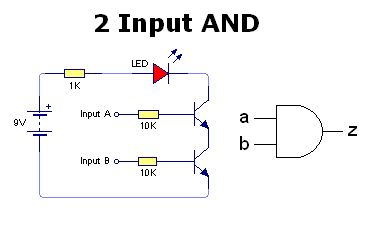 2 Input AND
LED
1K
+
9V
Input A
10K
Input B
10K
a
b
z